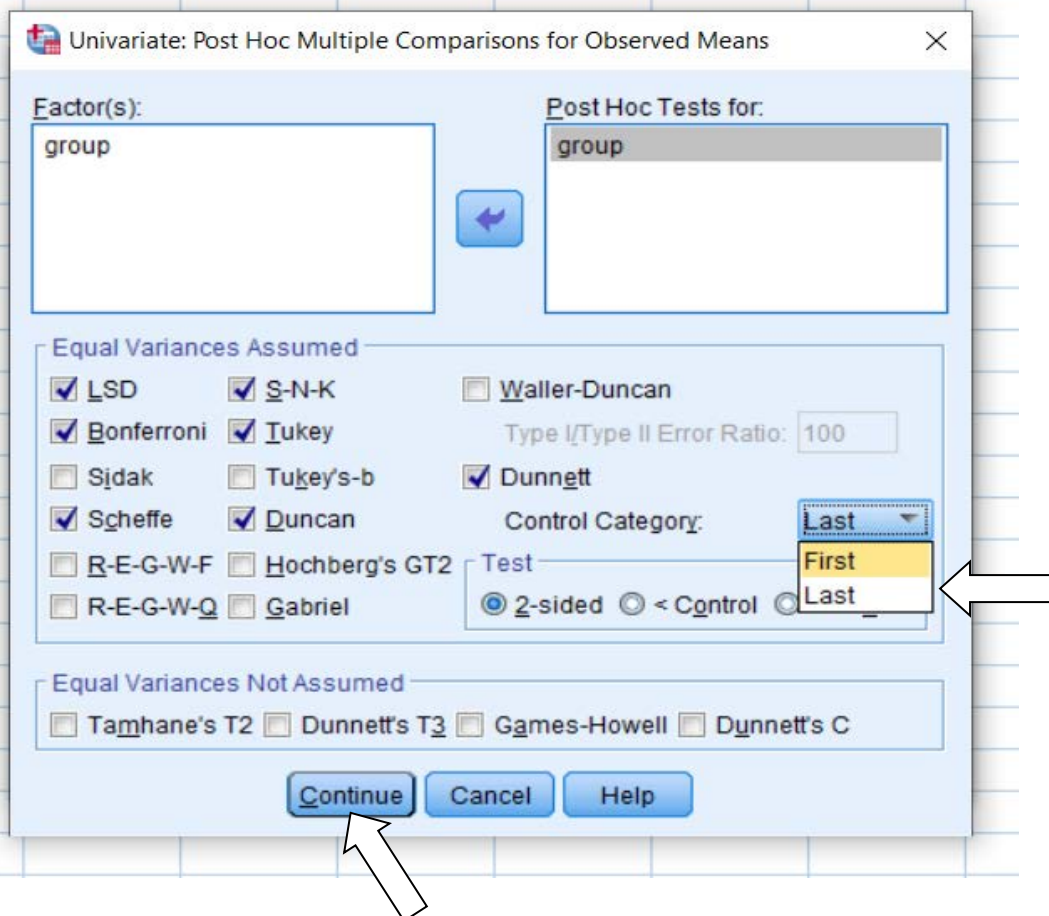 Univariate: Post Hoc Multiple Comparisons for Observed Means
Factor(s): Post Hoc Tests for:
group group
Equal Variances Assumed
LSD S-N-K Waller-Duncan
Bonferroni Tukey Type I/Type II Error Ratio: 100
Sidak Tukey's-b Dunnett
Scheffe Duncan Control Category: Last
R-E-G-W-F Hochberg's GT2 Test First
R-E-G-W-Q Gabriel 2-sided < Control Last
Equal Variances Not Assumed
Tamhane's T2 Dunnett's T3 Games-Howell Dunnett's C
Continue Cancel Help